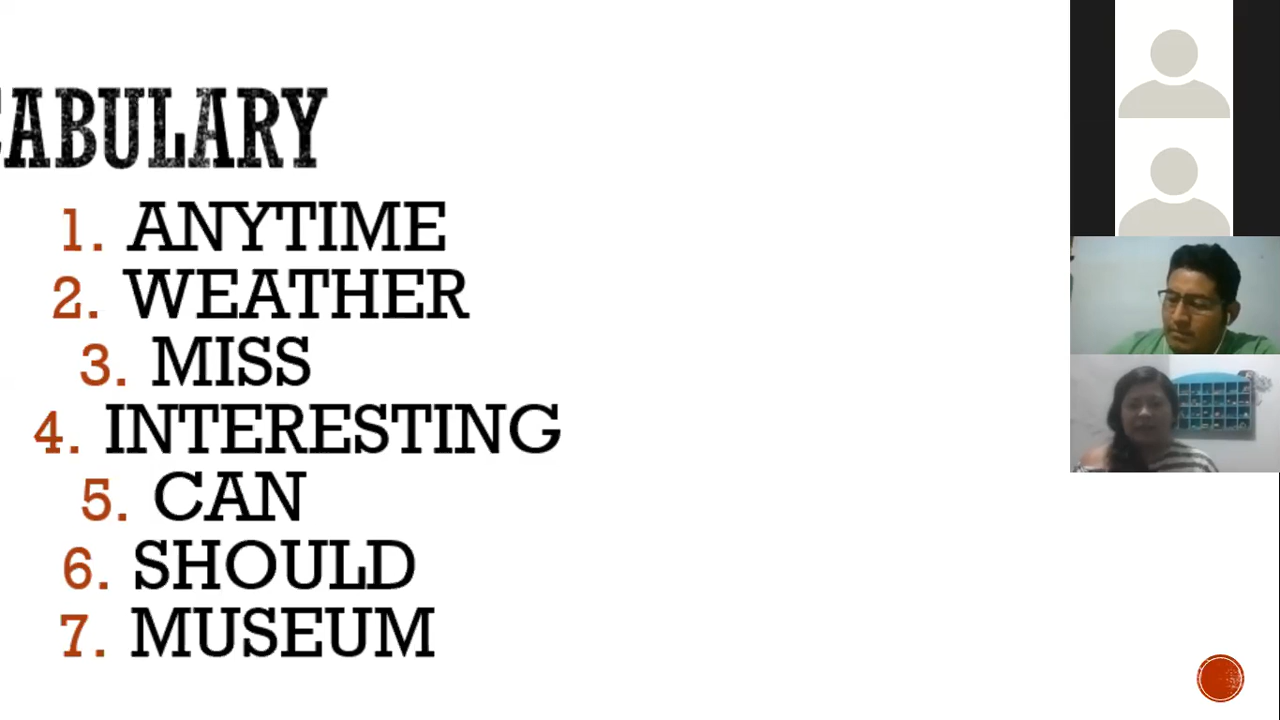 CABULARY
1. ANYTIME
2. WEATHER
3. MISS
4. INTERESTING
5. CAN
6. SHOULD
7. MUSEUM